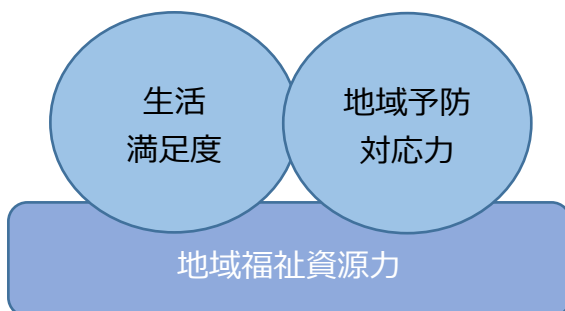 生活
満足度
地域予防
対応力
地域福祉資源力